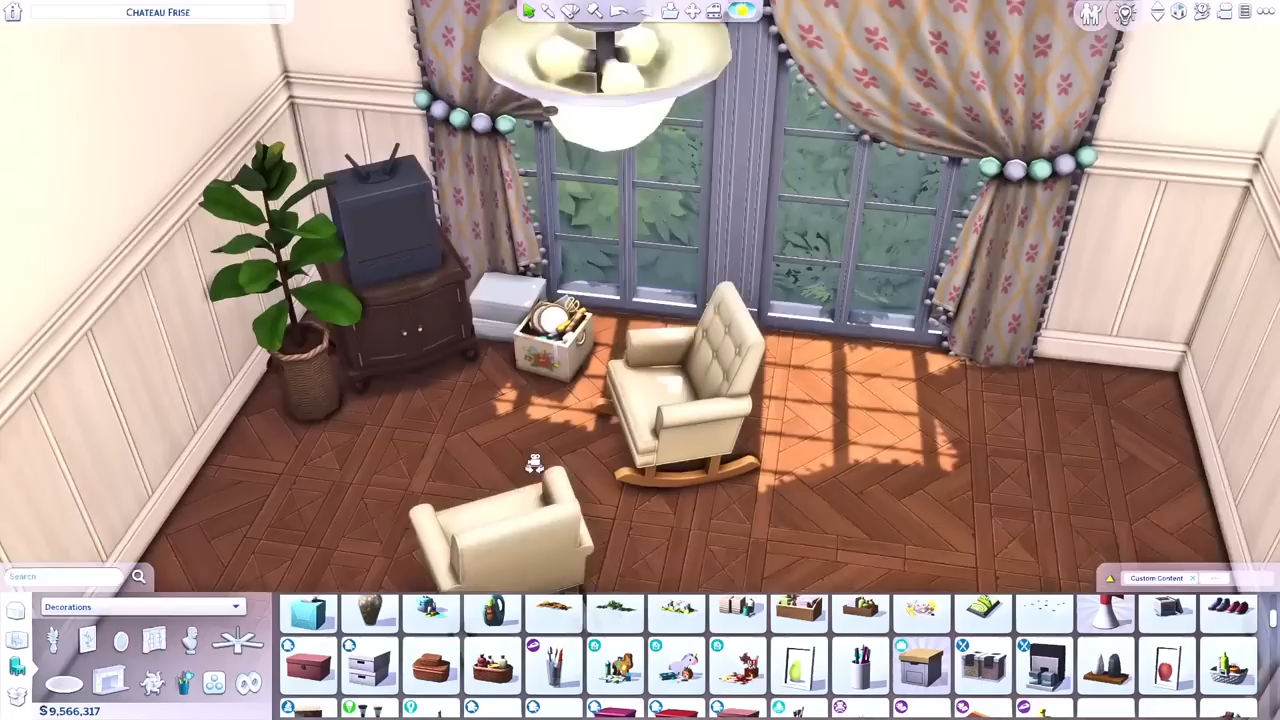 CHATEAU FRISE
Search
Custom Content
Decorations
$9,566,317